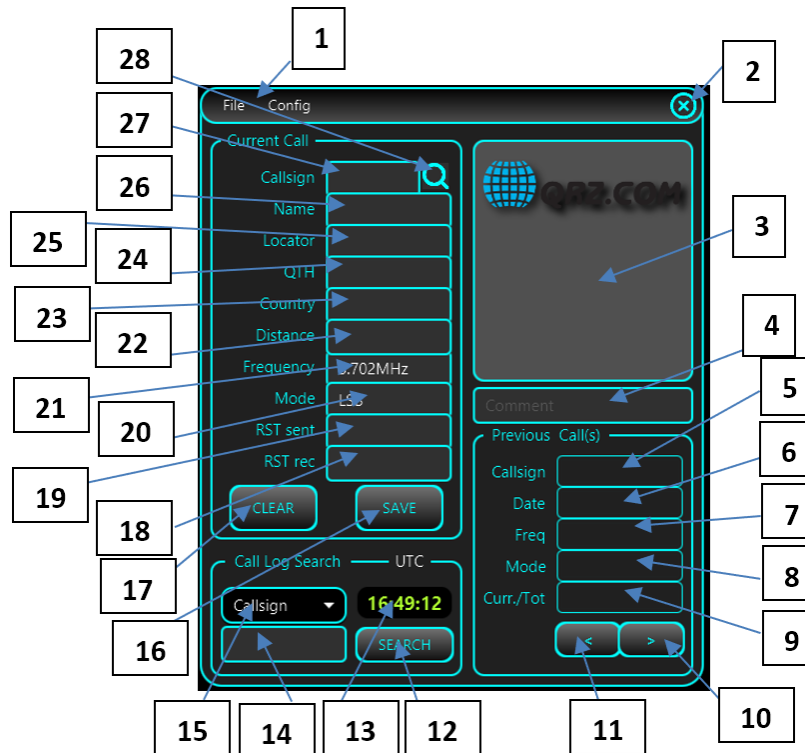 1
28
2
File Config
27
Current Call
Callsign
QRZ.COM
26
Name
25
Locator
3
24
QTH
23
Country
22
Distance
4
21
Frequency
3.702MHz
5
20
Mode
LSB
Comment
19
RST sent
Previous Call(s)
6
18
RST rec
Callsign
Date
7
17
CLEAR
SAVE
Freq
8
Call Log Search
UTC
Mode
16
Callsign
16:49:12
Curr./Tot
9
SEARCH
<
>
15
14
13
12
11
10